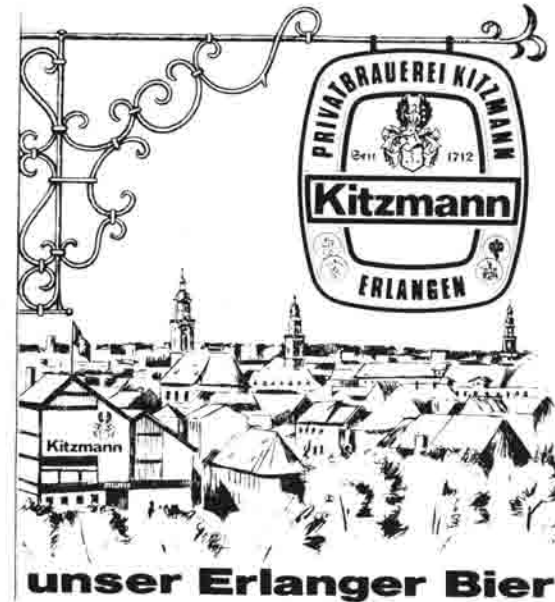 PRIVATBRAUEREI KITZMANN
Seit 1712
Kitzmann
ERLANGEN
Kitzmann
unser Erlanger Bier